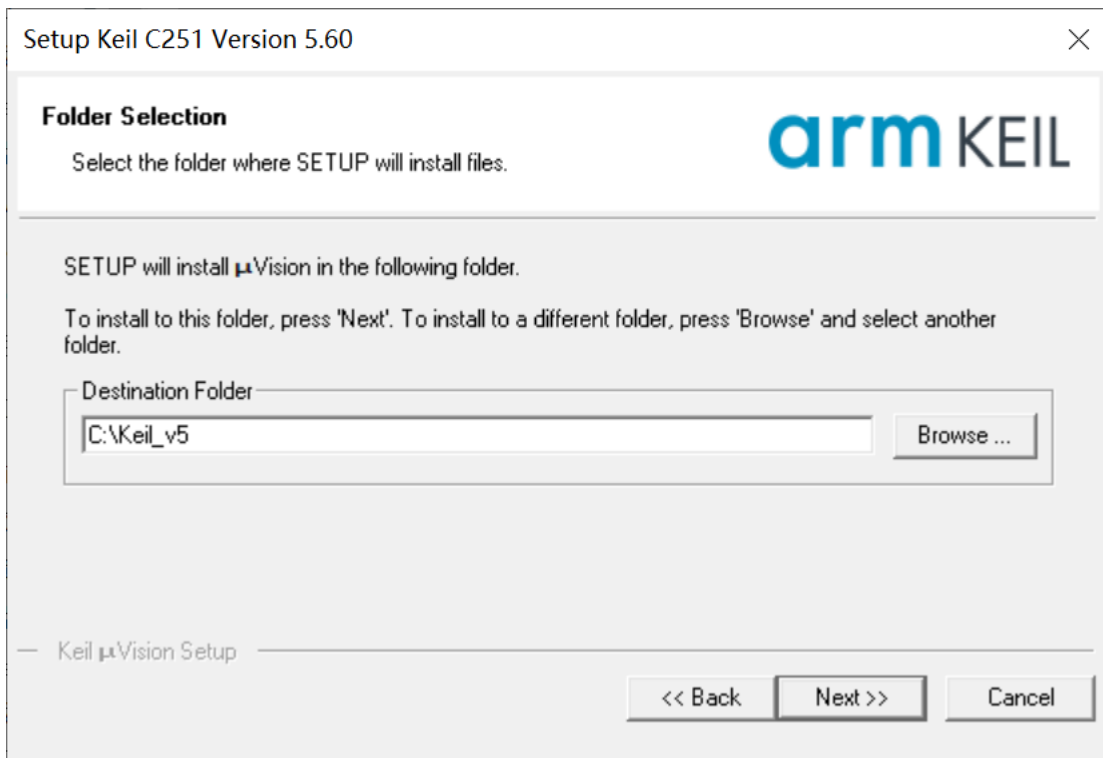 Setup Keil C251 Version 5.60
Folder Selection
Select the folder where SETUP will install files.
arm KEIL
SETUP will install µVision in the following folder.
To install to this folder, press 'Next'. To install to a different folder, press 'Browse' and select another
folder.
Destination Folder
C:\Keil_v5
Browse ...
Keil µVision Setup
<< Back
Next >>
Cancel